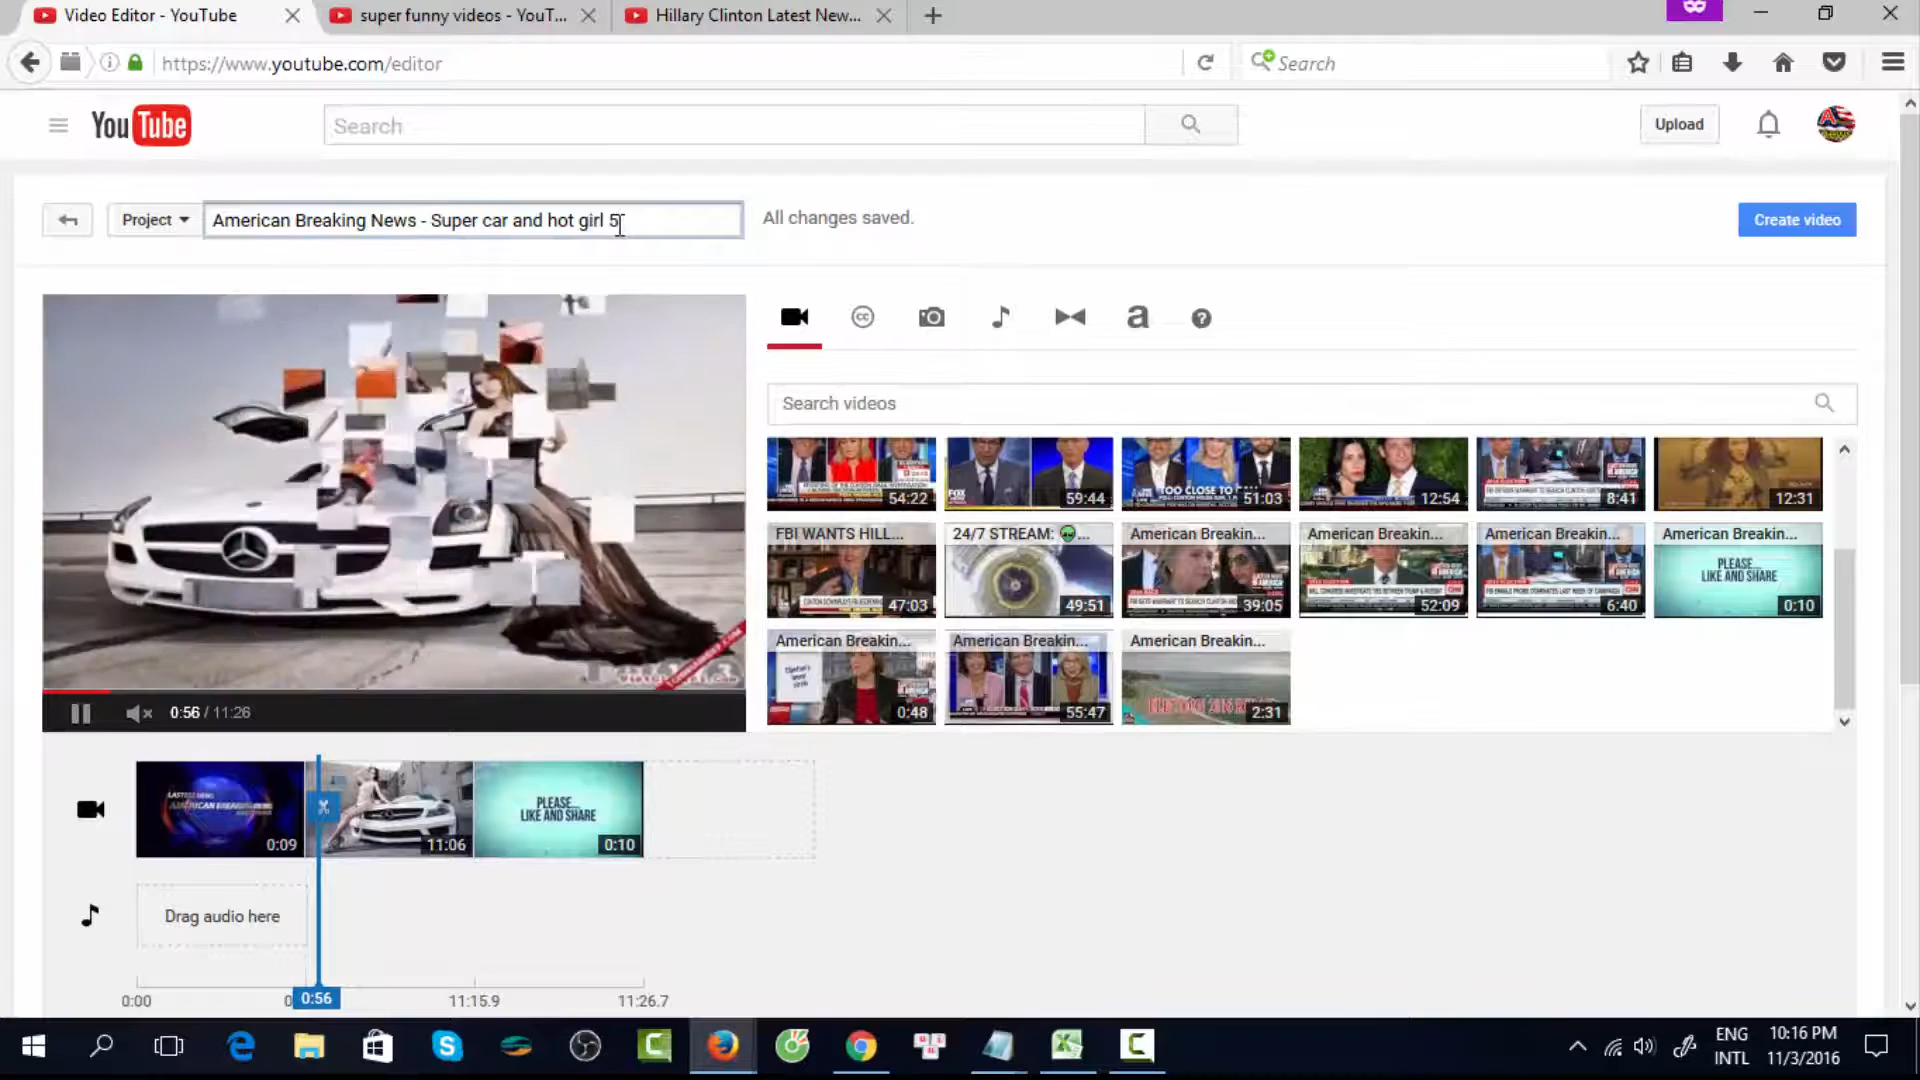 Video Editor - YouTube
super funny videos - YouT...
Hillary Clinton Latest New...
https://www.youtube.com/editor
Search
YouTube
Search
Upload
Project
American Breaking News - Super car and hot girl 5
All changes saved.
Create video
Search videos
54:22
59:44
TOO CLOSE TO
51:03
12:54
8:41
12:31
FBI WANTS HILL...
47:03
24/7 STREAM:
49:51
American Breakin...
39:05
American Breakin...
52:09
American Breakin...
6:40
American Breakin...
PLEASE...
LIKE AND SHARE
0:10
American Breakin...
0:48
American Breakin...
55:47
American Breakin...
2:31
0:56 / 11:26
AMERICAN BREAKING NEWS
0:09
11:06
PLEASE...
LIKE AND SHARE
0:10
Drag audio here
0:00
0:56
11:15.9
11:26.7
ENG
INTL
10:16 PM
11/3/2016